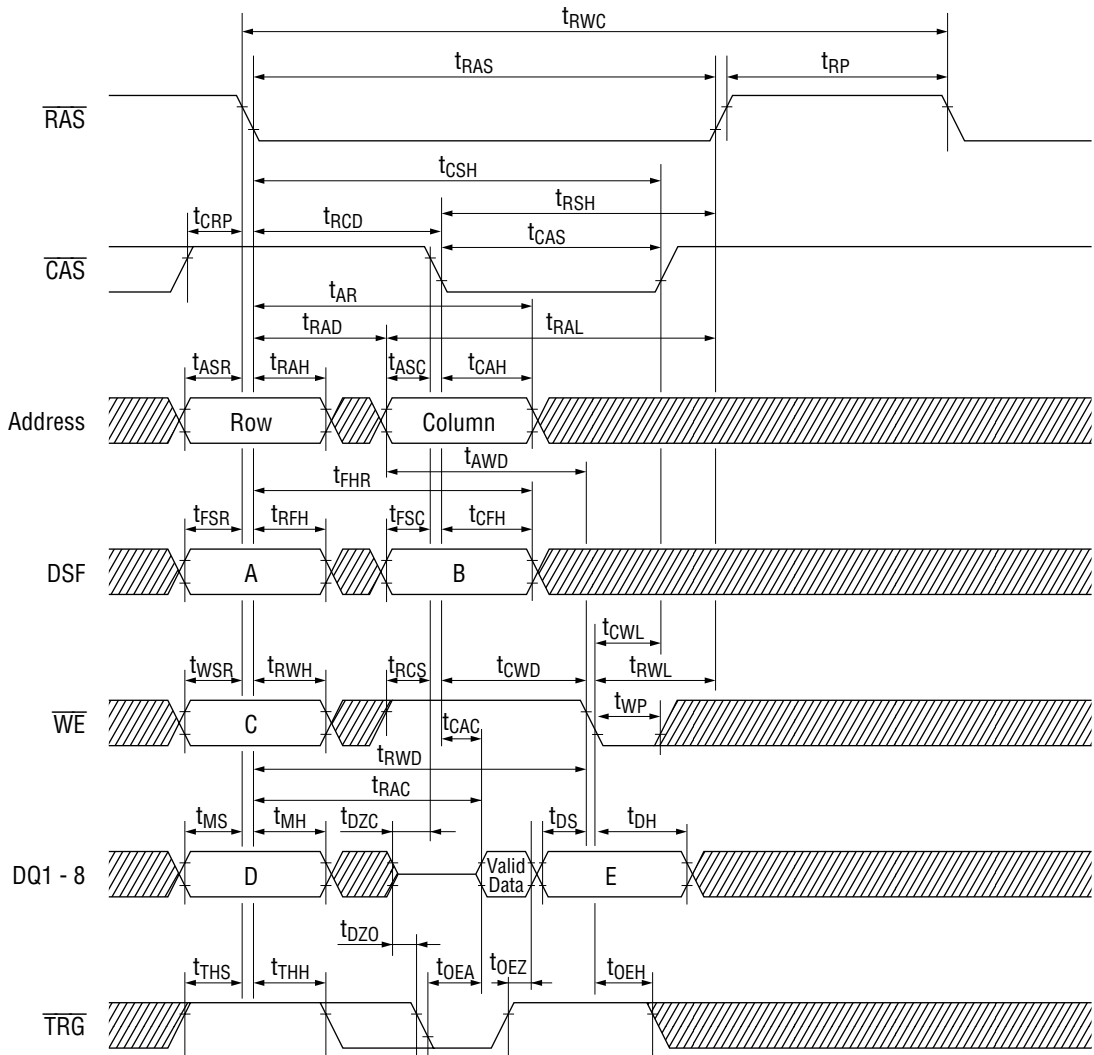 tRWC
tRAS tRP
RAS
tCSH
tRSH
tCRP tRCD
tCAS
CAS
tAR
tRAD tRAL
tASR tRAH tASC tCAH
Address Row Column
tAWD
tFHR
tFSR tRFH tFSC tCFH
DSF A B
tCWL
tWSR tRWH tRCS tCWD tRWL
tWP
WE C
tCAC
tRWD
tRAC
tMS tMH tDZC tDS tDH
DQ1 - 8 D Valid Data E
tDZO
tTHS tTHH tOEA tOEZ tOEH
TRG